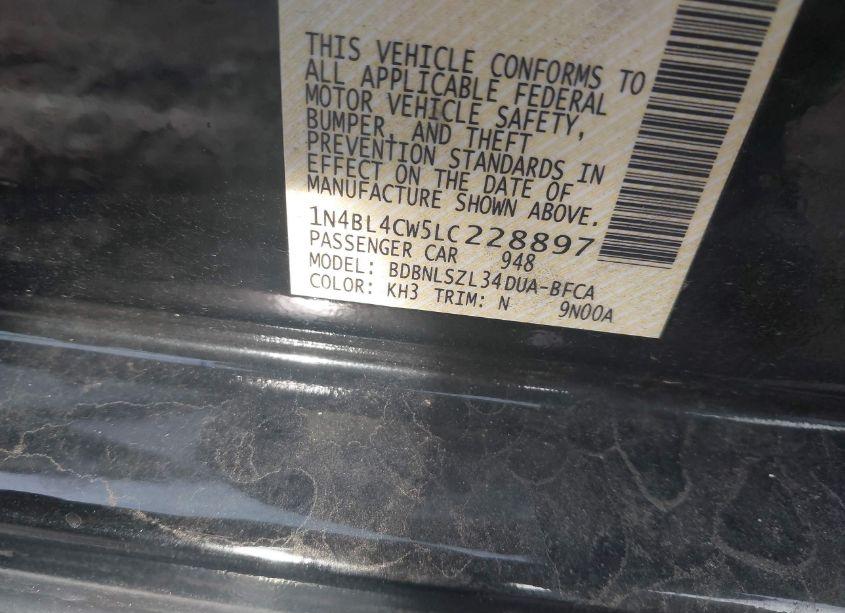 THIS VEHICLE CONFORMS TO
ALL APPLICABLE FEDERAL
MOTOR VEHICLE SAFETY,
BUMPER, AND THEFT
PREVENTION STANDARDS IN
EFFECT ON THE DATE OF
MANUFACTURE SHOWN ABOVE.
1N4BL4CW5LC228897
PASSENGER CAR 948
MODEL: BDBNLSZL34DUA-BFCA
COLOR: KH3 TRIM: N 9N00A